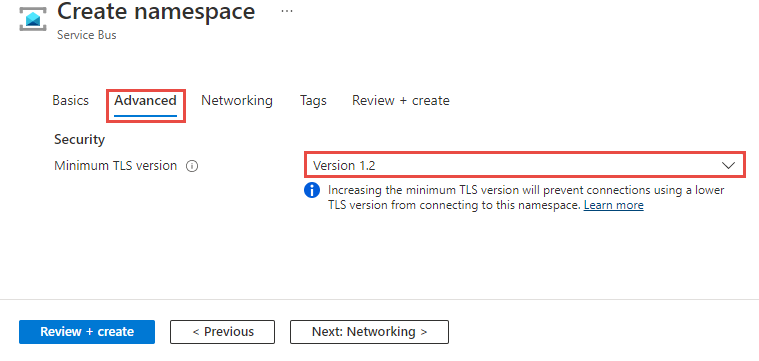 Create namespace ...
Service Bus
Basics Advanced Networking Tags Review + create
Security
Minimum TLS version Version 1.2
Increasing the minimum TLS version will prevent connections using a lower
TLS version from connecting to this namespace. Learn more
Review + create < Previous Next: Networking >